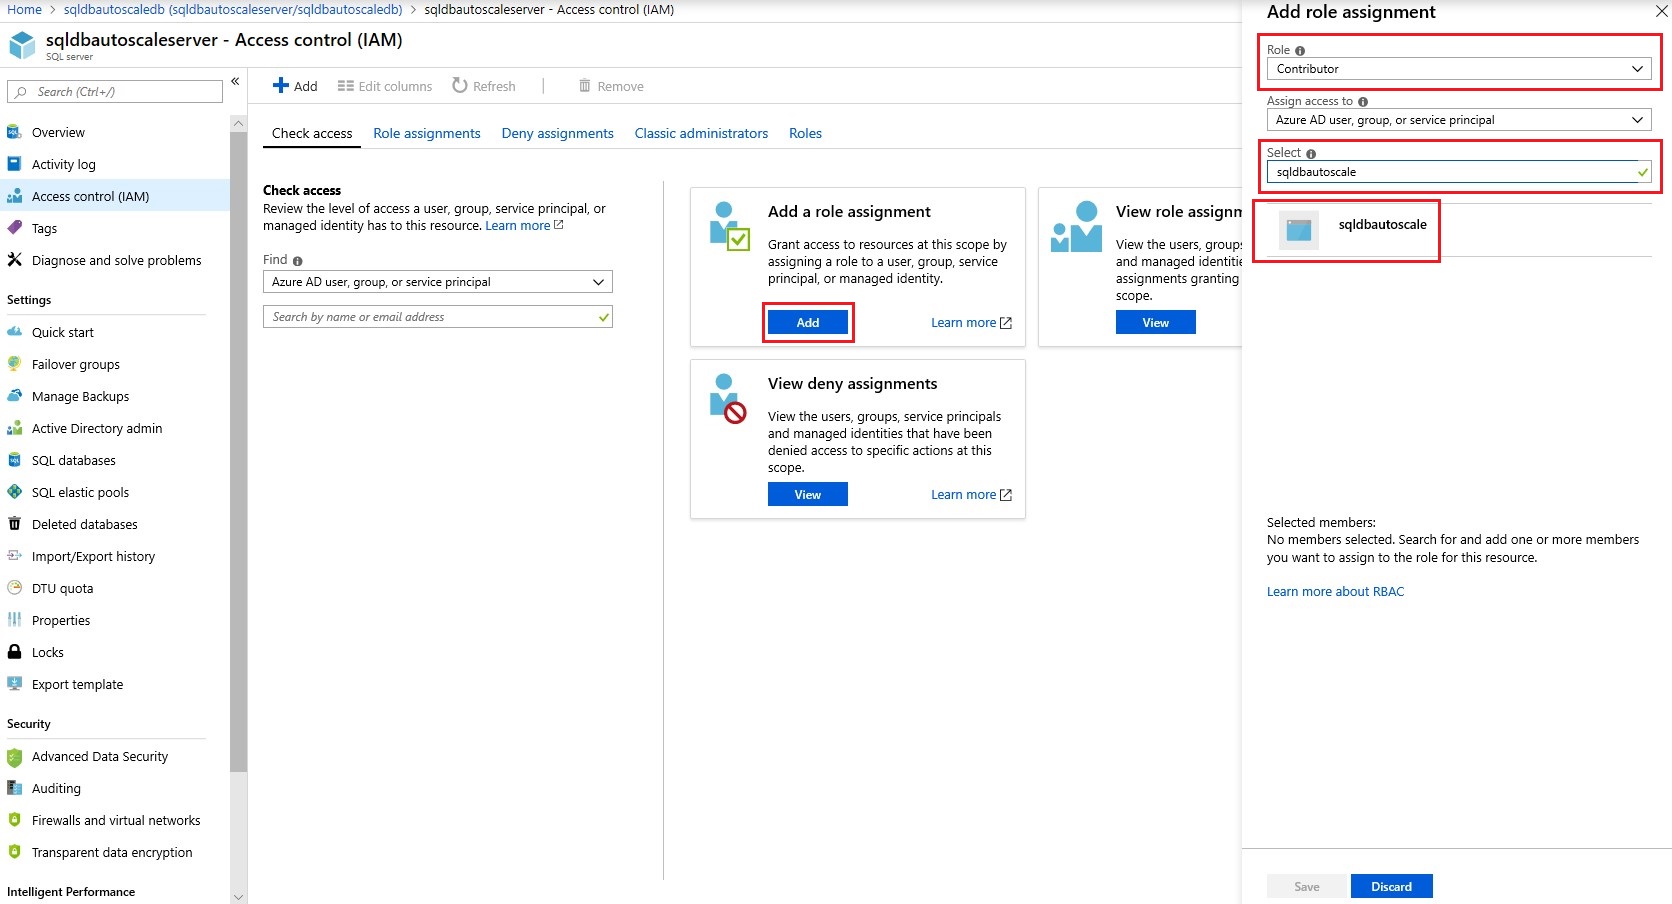 Home > sqldbautoscaledb (sqldbautoscaleserver/sqldbautoscaledb) > sqldbautoscaleserver - Access control (IAM)
sqldbautoscaleserver - Access control (IAM)
SQL server
Search (Ctrl+/)
«
Overview
Activity log
Access control (IAM)
Tags
Diagnose and solve problems
Settings
Quick start
Failover groups
Manage Backups
Active Directory admin
SQL databases
SQL elastic pools
Deleted databases
Import/Export history
DTU quota
Properties
Locks
Export template
Security
Advanced Data Security
Auditing
Firewalls and virtual networks
Transparent data encryption
Intelligent Performance
Add Edit columns Refresh Remove
Check access Role assignments Deny assignments Classic administrators Roles
Check access
Review the level of access a user, group, service principal, or
managed identity has to this resource. Learn more
Find
Azure AD user, group, or service principal
Search by name or email address
Add a role assignment
Grant access to resources at this scope by
assigning a role to a user, group, service
principal, or managed identity.
Add Learn more
View role assignm
View the users, groups
and managed identitie
assignments granting
scope.
View
View deny assignments
View the users, groups, service principals
and managed identities that have been
denied access to specific actions at this
scope.
View Learn more
Add role assignment
Role
Contributor
Assign access to
Azure AD user, group, or service principal
Select
sqldbautoscale
sqldbautoscale
Selected members:
No members selected. Search for and add one or more members
you want to assign to the role for this resource.
Learn more about RBAC
Save Discard